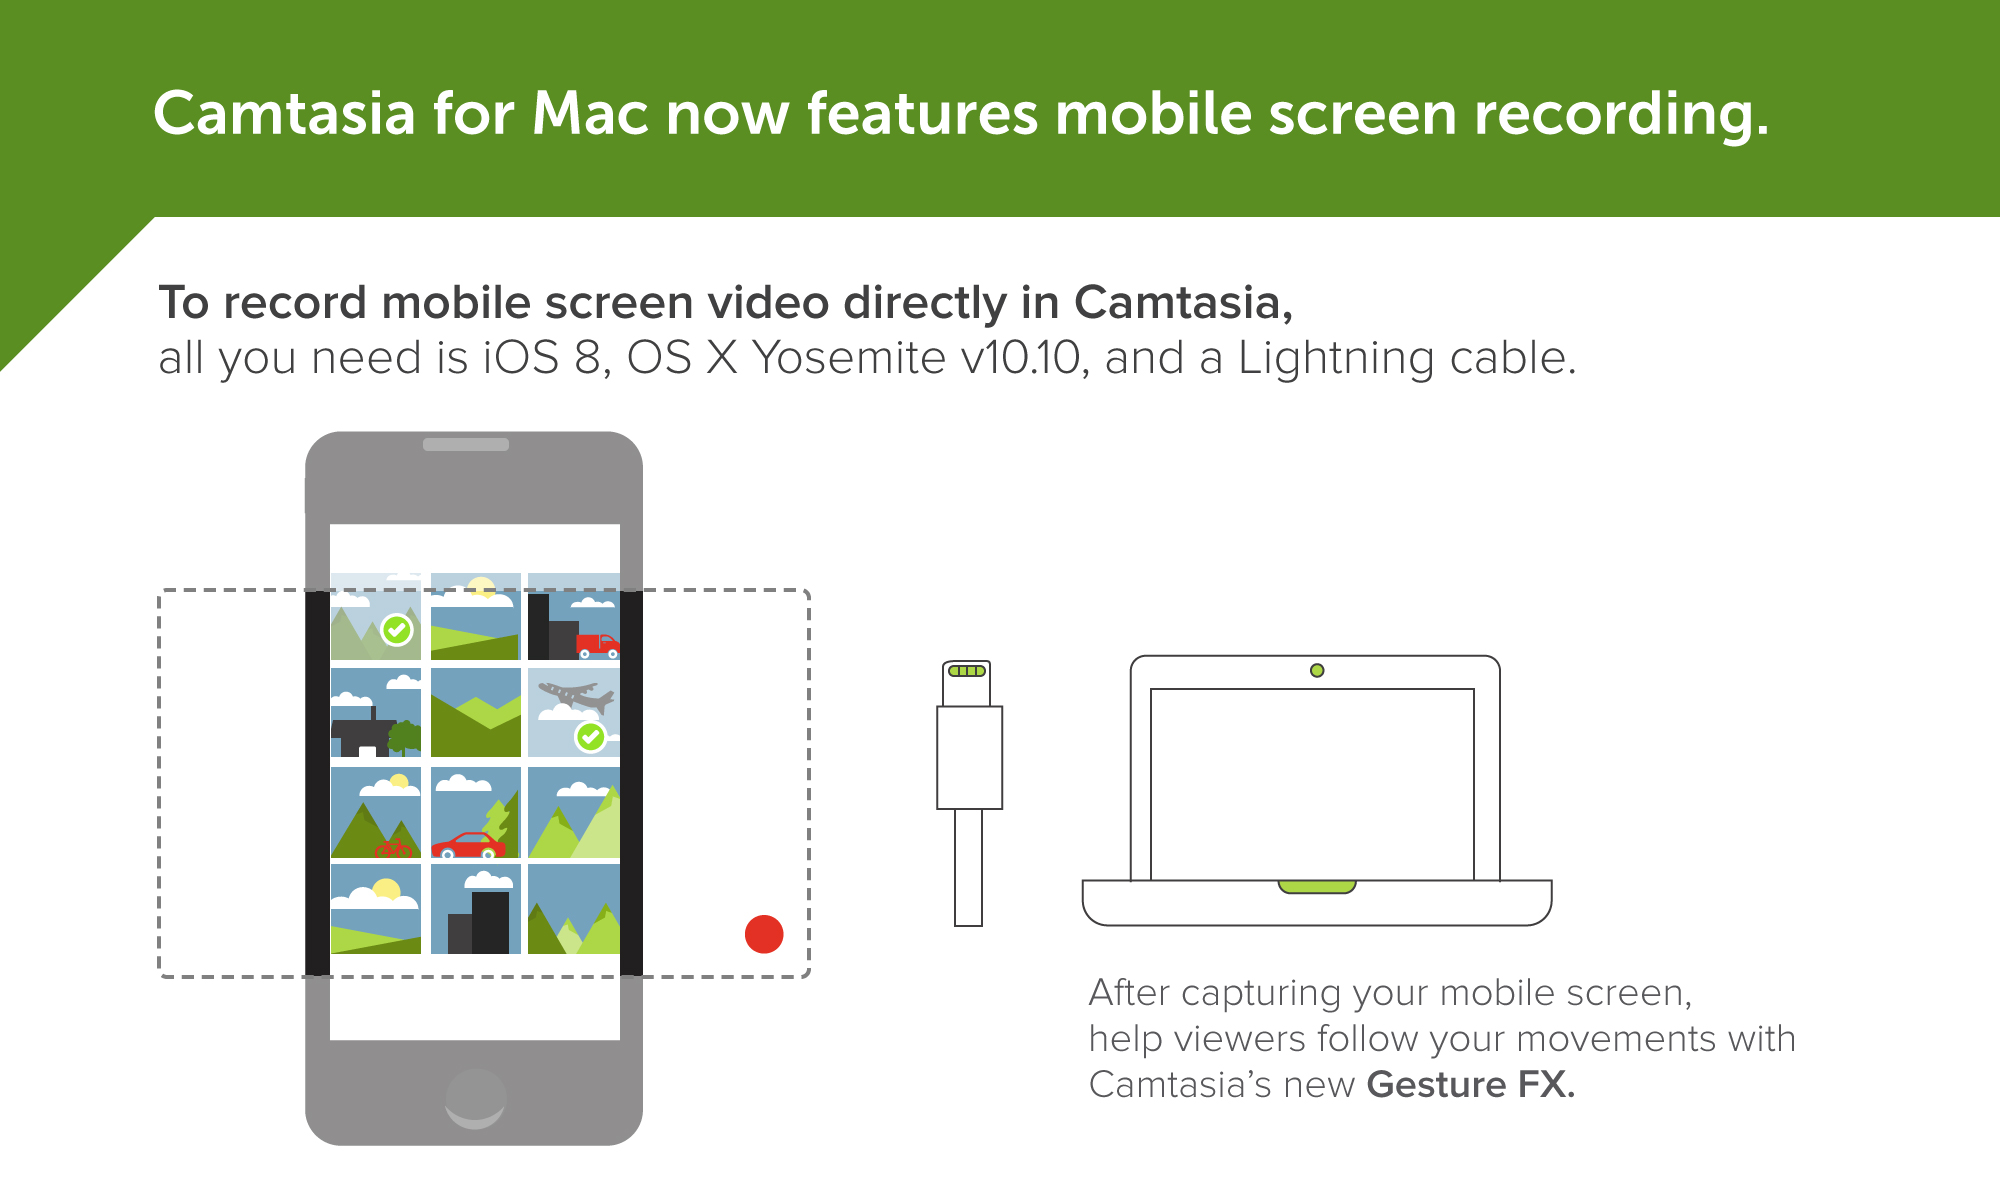 Camtasia for Mac now features mobile screen recording.
To record mobile screen video directly in Camtasia,
all you need is iOS 8, OS X Yosemite v10.10, and a Lightning cable.
After capturing your mobile screen,
help viewers follow your movements with
Camtasia’s new Gesture FX.